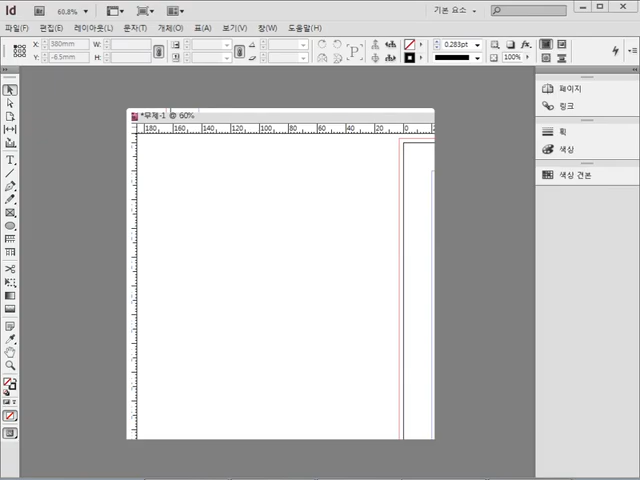 Id Br 60.8% 기본 요소
파일(F) 편집(E) 레이아웃(L) 문자(T) 개체(O) 표(A) 보기(V) 창(W) 도움말(H)
X: 380mm W: 0.283pt
Y: -6.5mm H: 100%
*무제-1 @ 60%
180 160 140 120 100 80 60 40 20 0
페이지
링크
획
색상
색상 견본